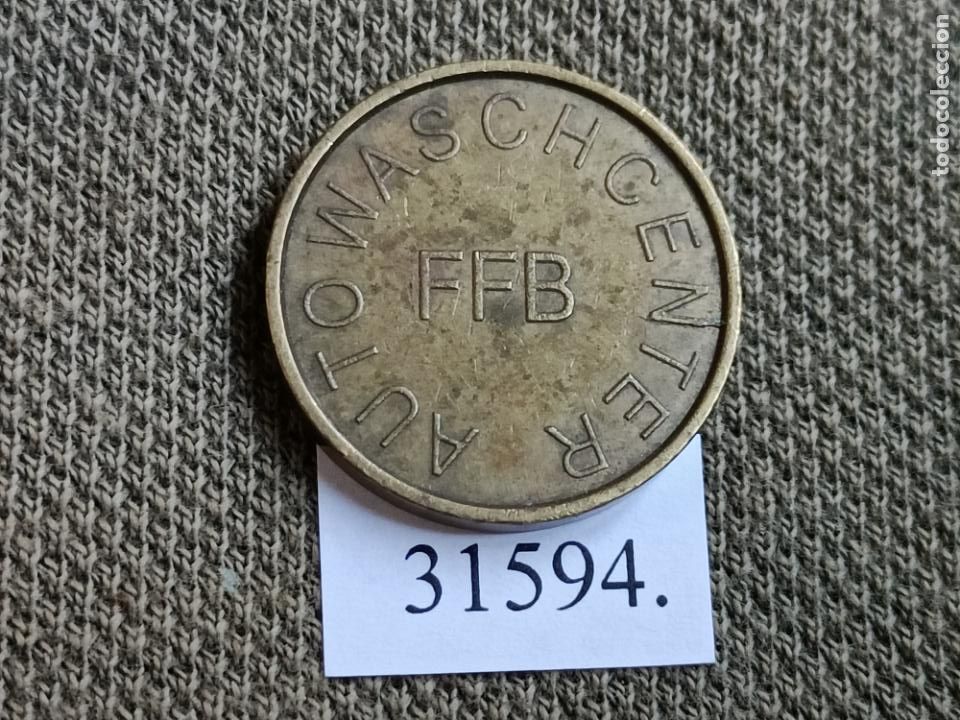 AUTOWASCHCENTER
FFB
31594.
todocoleccion